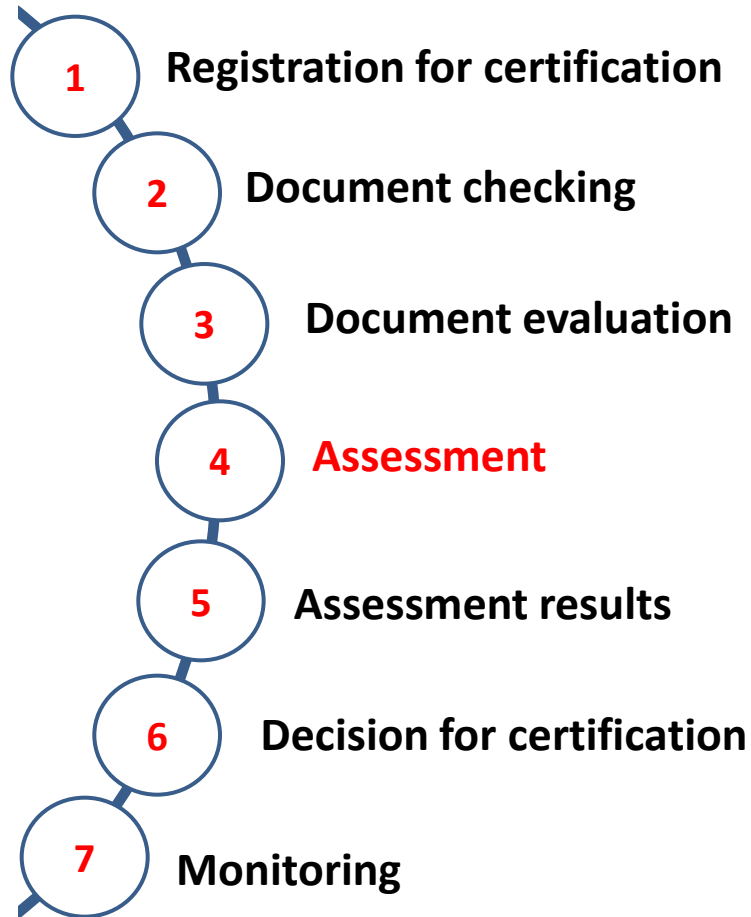 1 Registration for certification
2 Document checking
3 Document evaluation
4 Assessment
5 Assessment results
6 Decision for certification
7 Monitoring